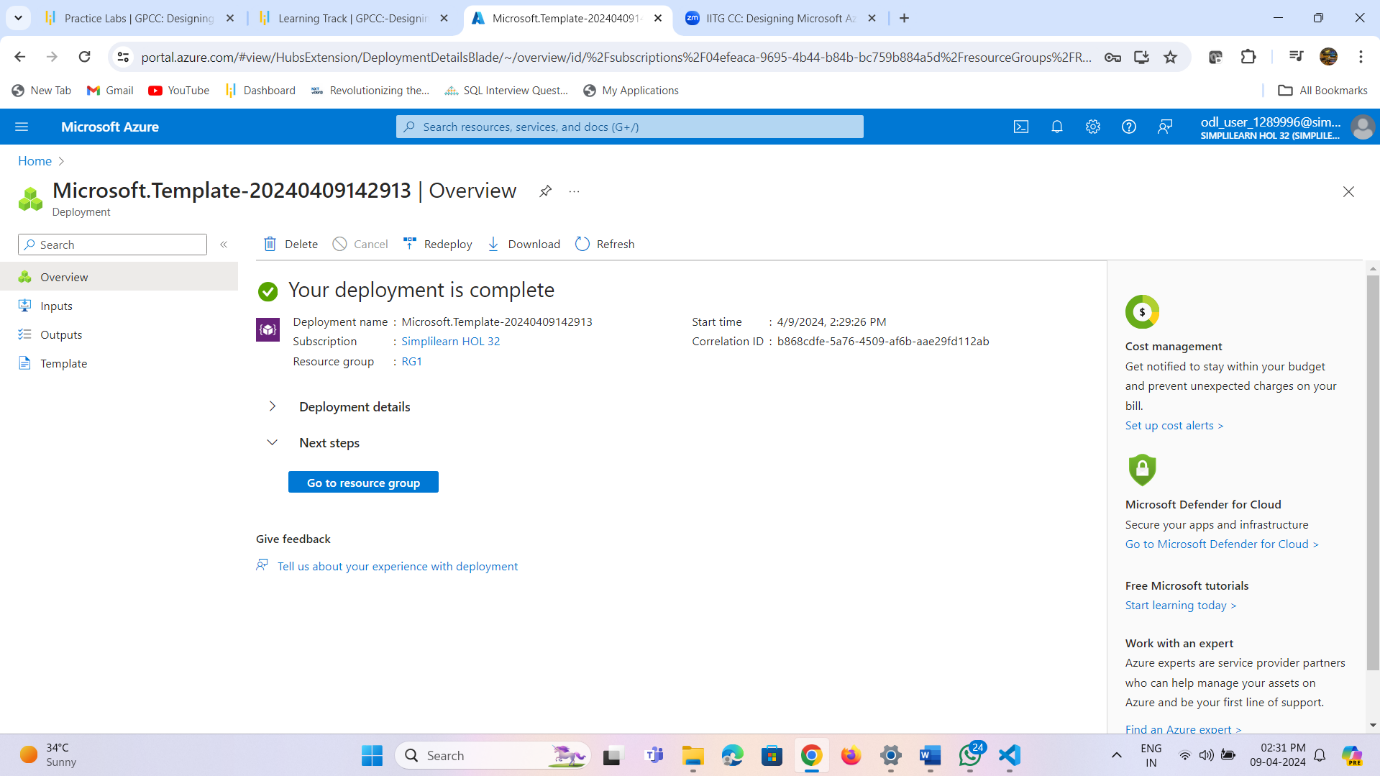 Practice Labs | GPCC: Designing
Learning Track | GPCC:-Designin
Microsoft.Template-2024040914
IITG CC: Designing Microsoft Az
portal.azure.com/#view/HubsExtension/DeploymentDetailsBlade/~/overview/id/%2Fsubscriptions%2F04efeaca-9695-4b44-b84b-bc759b884a5d%2FresourceGroups%2FR...
New Tab
Gmail
YouTube
Dashboard
Revolutionizing the...
SQL Interview Quest...
My Applications
All Bookmarks
Microsoft Azure
Search resources, services, and docs (G+/)
odl_user_1289996@sim...
SIMPLILEARN HOL 32 (SIMPLILE...
Home
Microsoft.Template-20240409142913 | Overview
Deployment
Search
Delete
Cancel
Redeploy
Download
Refresh
Overview
Inputs
Outputs
Template
Your deployment is complete
Deployment name : Microsoft.Template-20240409142913
Subscription : Simplilearn HOL 32
Resource group : RG1
Start time : 4/9/2024, 2:29:26 PM
Correlation ID : b868cdfe-5a76-4509-af6b-aae29fd112ab
Deployment details
Next steps
Go to resource group
Give feedback
Tell us about your experience with deployment
$
Cost management
Get notified to stay within your budget
and prevent unexpected charges on your
bill.
Set up cost alerts >
Microsoft Defender for Cloud
Secure your apps and infrastructure
Go to Microsoft Defender for Cloud >
Free Microsoft tutorials
Start learning today >
Work with an expert
Azure experts are service provider partners
who can help manage your assets on
Azure and be your first line of support.
Find an Azure expert >
34°C
Sunny
Search
24
ENG
IN
02:31 PM
09-04-2024
PRE